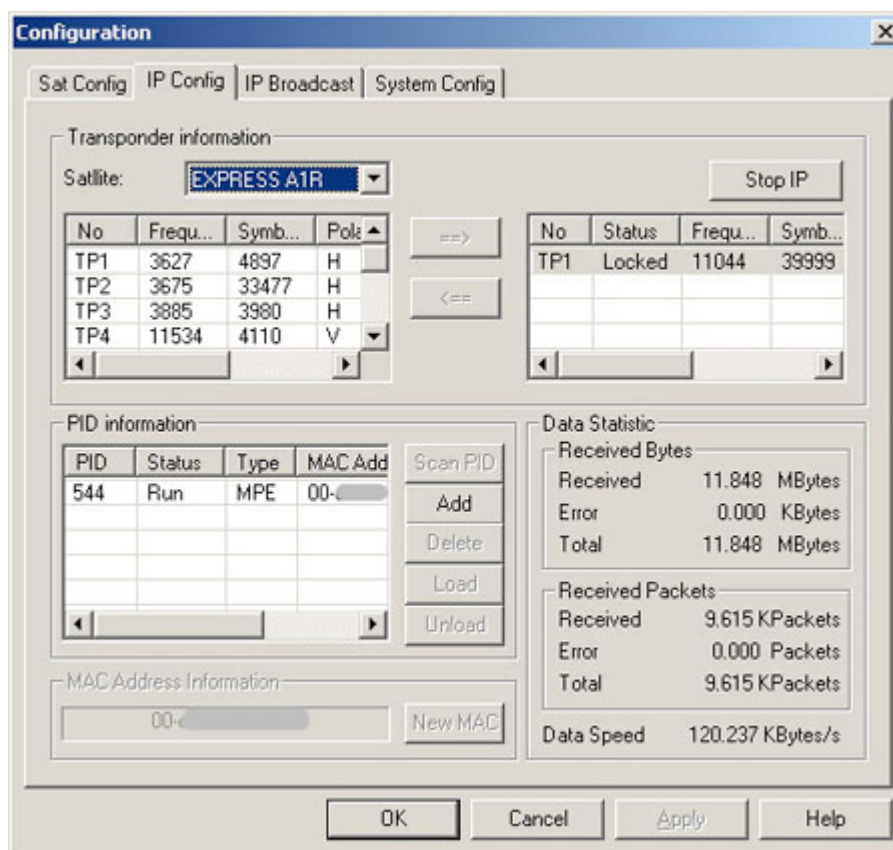 Configuration
Sat Config IP Config IP Broadcast System Config
Transponder information
Satllite: EXPRESS A1R Stop IP
No Frequ... Symb... Pola
TP1 3627 4897 H
TP2 3675 33477 H
TP3 3885 3980 H
TP4 11534 4110 V
==>
<==
No Status Frequ... Symb...
TP1 Locked 11044 39999
PID information
PID Status Type MAC Add
544 Run MPE 00-
Scan PID
Add
Delete
Load
Unload
MAC Address Information
00- New MAC
Data Statistic
Received Bytes
Received 11.848 MBytes
Error 0.000 KBytes
Total 11.848 MBytes
Received Packets
Received 9.615 KPackets
Error 0.000 Packets
Total 9.615 KPackets
Data Speed 120.237 KBytes/s
OK Cancel Apply Help